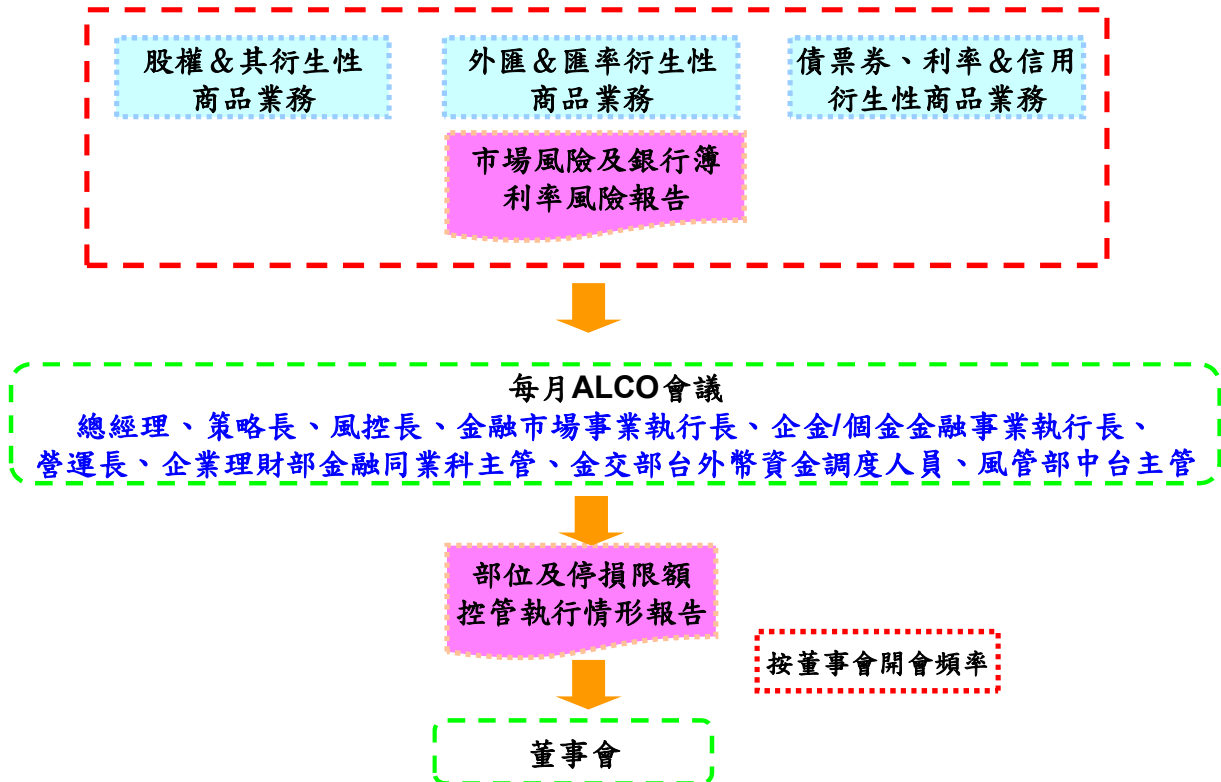 股權＆其衍生性
商品業務
外匯＆匯率衍生性
商品業務
債票券、利率＆信用
衍生性商品業務
市場風險及銀行簿
利率風險報告
每月ALCO會議
總經理、策略長、風控長、金融市場事業執行長、企金/個金金融事業執行長、
營運長、企業理財部金融同業科主管、金交部台外幣資金調度人員、風管部中台主管
部位及停損限額
控管執行情形報告
按董事會開會頻率
董事會